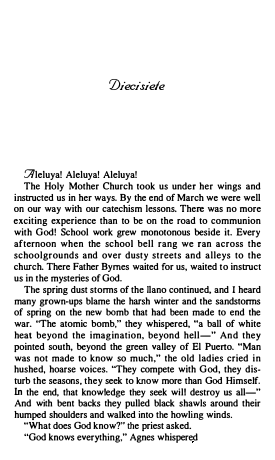 Diecisiete
Aleluya! Aleluya! Aleluya!
The Holy Mother Church took us under her wings and
instructed us in her ways. By the end of March we were well
on our way with our catechism lessons. There was no more
exciting experience than to be on the road to communion
with God! School work grew monotonous beside it. Every
afternoon when the school bell rang we ran across the
schoolgrounds and over dusty streets and alleys to the
church. There Father Byrnes waited for us, waited to instruct
us in the mysteries of God.
The spring dust storms of the llano continued, and I heard
many grown-ups blame the harsh winter and the sandstorms
of spring on the new bomb that had been made to end the
war. “The atomic bomb,” they whispered, “a ball of white
heat beyond the imagination, beyond hell—” And they
pointed south, beyond the green valley of El Puerto. “Man
was not made to know so much,” the old ladies cried in
hushed, hoarse voices. “They compete with God, they dis-
turb the seasons, they seek to know more than God Himself.
In the end, that knowledge they seek will destroy us all—”
And with bent backs they pulled black shawls around their
humped shoulders and walked into the howling winds.
“What does God know?” the priest asked.
“God knows everything,” Agnes whispered